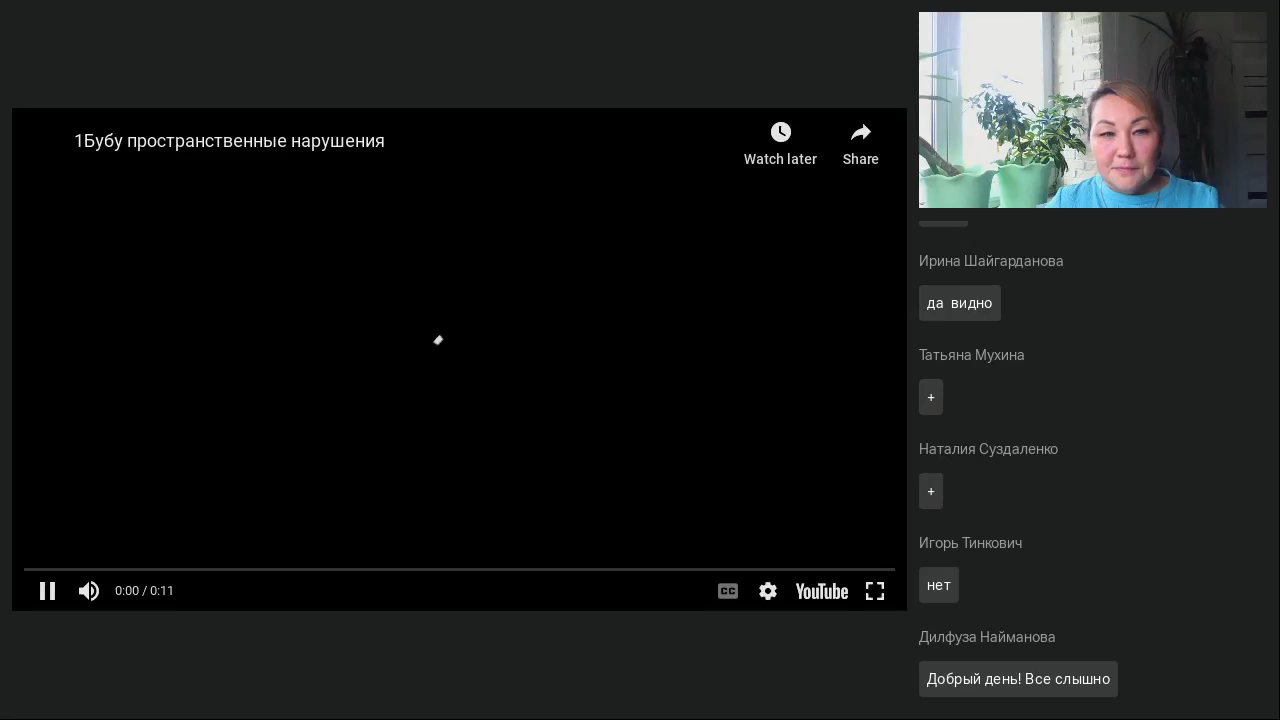 1Бубу пространственные нарушения
Watch later
Share
0:00 / 0:11
CC
YouTube
Ирина Шайгарданова
да видно
Татьяна Мухина
+
Наталия Суздаленко
+
Игорь Тинкович
нет
Дилфуза Найманова
Добрый день! Все слышно